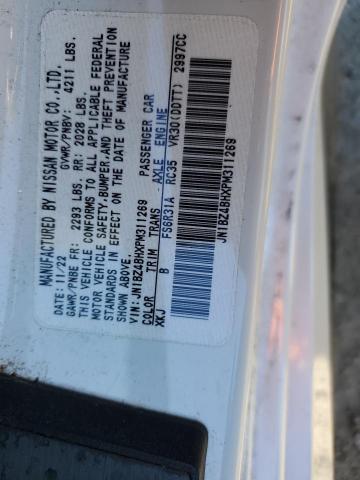 MANUFACTURED BY NISSAN MOTOR CO.,LTD.
11/22 GVWR/PNBV: 4211 LBS.
GAWR/PNBE FR: 2293 LBS. RR: 2028 LBS.
THIS VEHICLE CONFORMS TO ALL APPLICABLE FEDERAL
MOTOR VEHICLE SAFETY,BUMPER,AND THEFT PREVENTION
STANDARDS IN EFFECT ON THE DATE OF MANUFACTURE
SHOWN ABOVE.
VIN:JN1BZ4BHXPM311269 PASSENGER CAR
COLOR TRIM TRANS AXLE ENGINE
XKJ B FS6R31A RC35 VR30(DDTT) 2997CC
JN1BZ4BHXPM311269